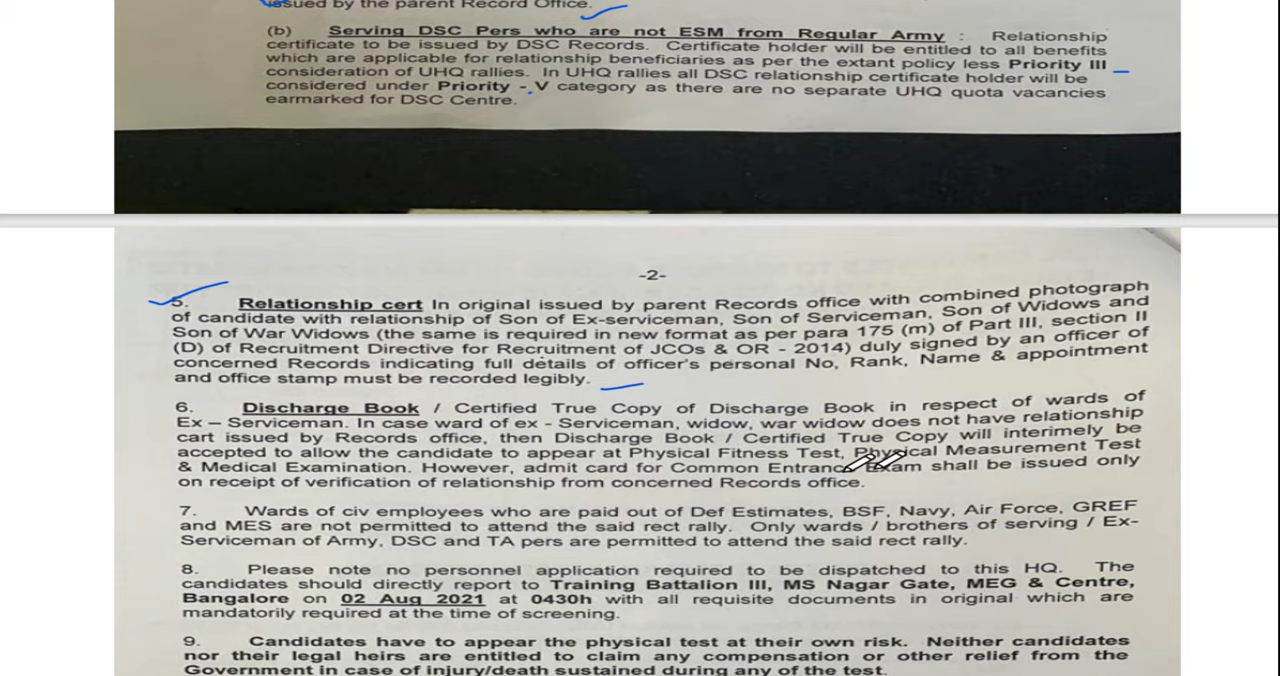 issued by the parent Record Office.
(b) Serving DSC Pers who are not ESM from Regular Army : Relationship
certificate to be issued by DSC Records. Certificate holder will be entitled to all benefits
which are applicable for relationship beneficiaries as per the extant policy less Priority III
consideration of UHQ rallies. In UHQ rallies all DSC relationship certificate holder will be
considered under Priority - V category as there are no separate UHQ quota vacancies
earmarked for DSC Centre.
-2-
5. Relationship cert In original issued by parent Records office with combined photograph
of candidate with relationship of Son of Ex-serviceman, Son of Serviceman, Son of Widows and
Son of War Widows (the same is required in new format as per para 175 (m) of Part III, section II
(D) of Recruitment Directive for Recruitment of JCOs & OR - 2014) duly signed by an officer of
concerned Records indicating full details of officer's personal No, Rank, Name & appointment
and office stamp must be recorded legibly.
6. Discharge Book / Certified True Copy of Discharge Book in respect of wards of
Ex – Serviceman. In case ward of ex - Serviceman, widow, war widow does not have relationship
cart issued by Records office, then Discharge Book / Certified True Copy will interimely be
accepted to allow the candidate to appear at Physical Fitness Test, Physical Measurement Test
& Medical Examination. However, admit card for Common Entrance Exam shall be issued only
on receipt of verification of relationship from concerned Records office.
7. Wards of civ employees who are paid out of Def Estimates, BSF, Navy, Air Force, GREF
and MES are not permitted to attend the said rect rally. Only wards / brothers of serving / Ex-
Serviceman of Army, DSC and TA pers are permitted to attend the said rect rally.
8. Please note no personnel application required to be dispatched to this HQ. The
candidates should directly report to Training Battalion III, MS Nagar Gate, MEG & Centre,
Bangalore on 02 Aug 2021 at 0430h with all requisite documents in original which are
mandatorily required at the time of screening.
9. Candidates have to appear the physical test at their own risk. Neither candidates
nor their legal heirs are entitled to claim any compensation or other relief from the
Government in case of injury/death sustained during any of the test.